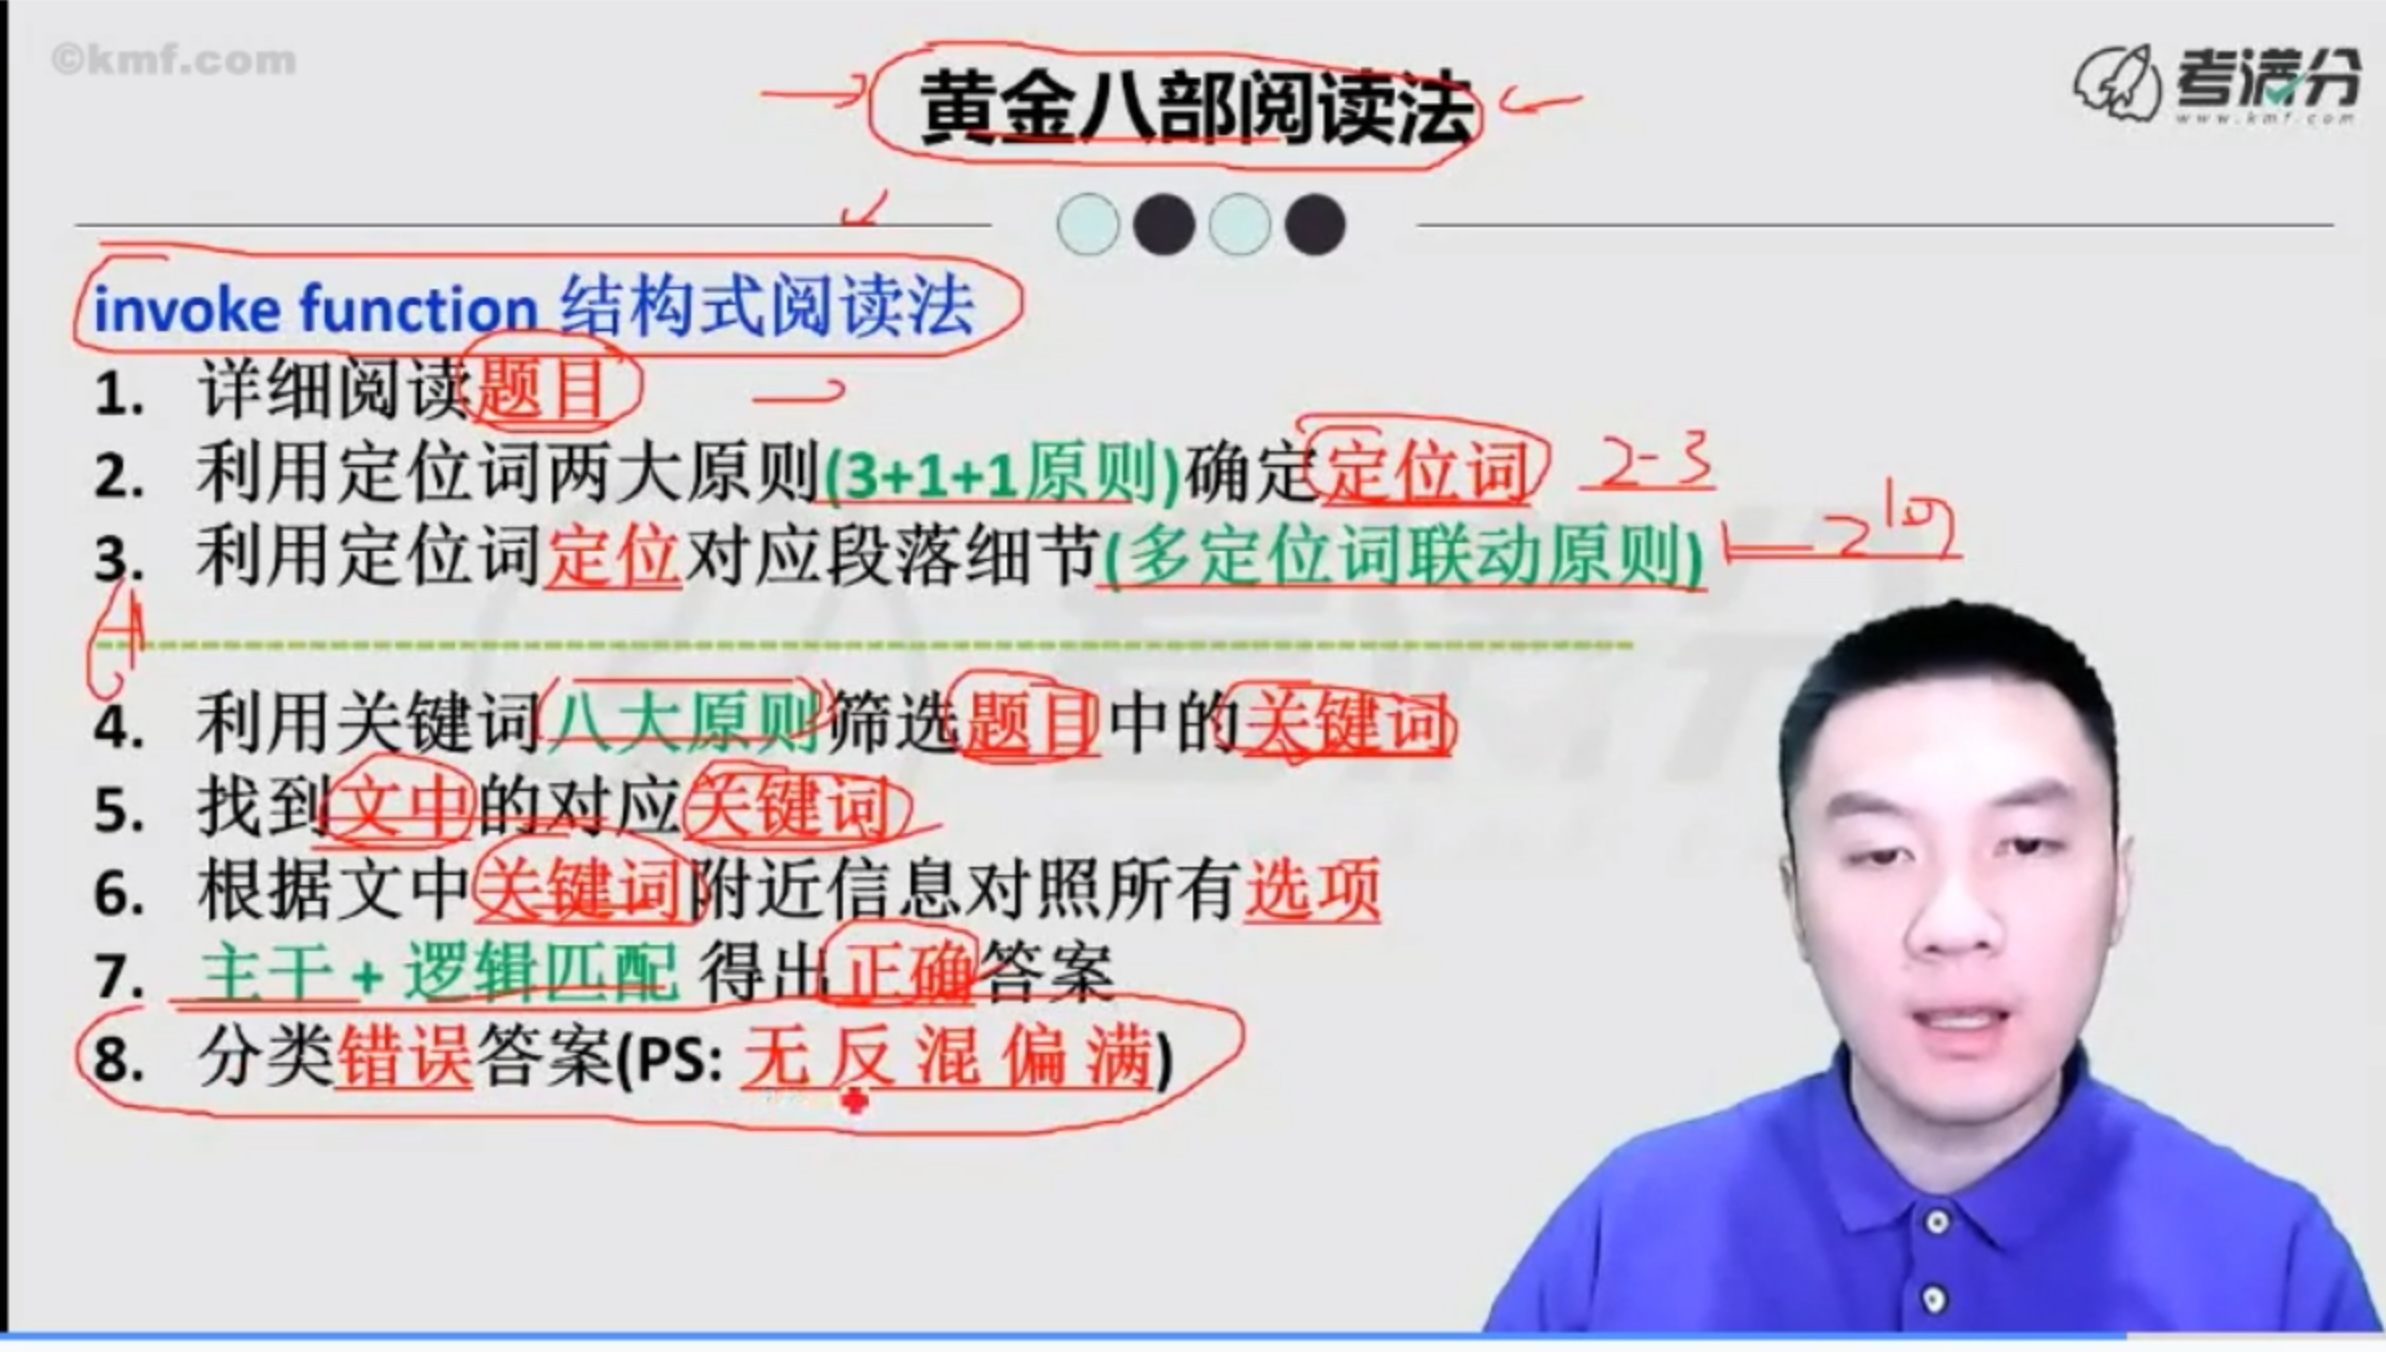 ©kmf.com
黄金八部阅读法
考满分
www.kmf.com
invoke function 结构式阅读法
1. 详细阅读题目
2. 利用定位词两大原则(3+1+1原则)确定定位词 2-3
3. 利用定位词定位对应段落细节(多定位词联动原则)
4. 利用关键词八大原则筛选题目中的关键词
5. 找到文中的对应关键词
6. 根据文中关键词附近信息对照所有选项
7. 主干 + 逻辑匹配 得出正确答案
8. 分类错误答案(PS: 无 反 混 偏 满)